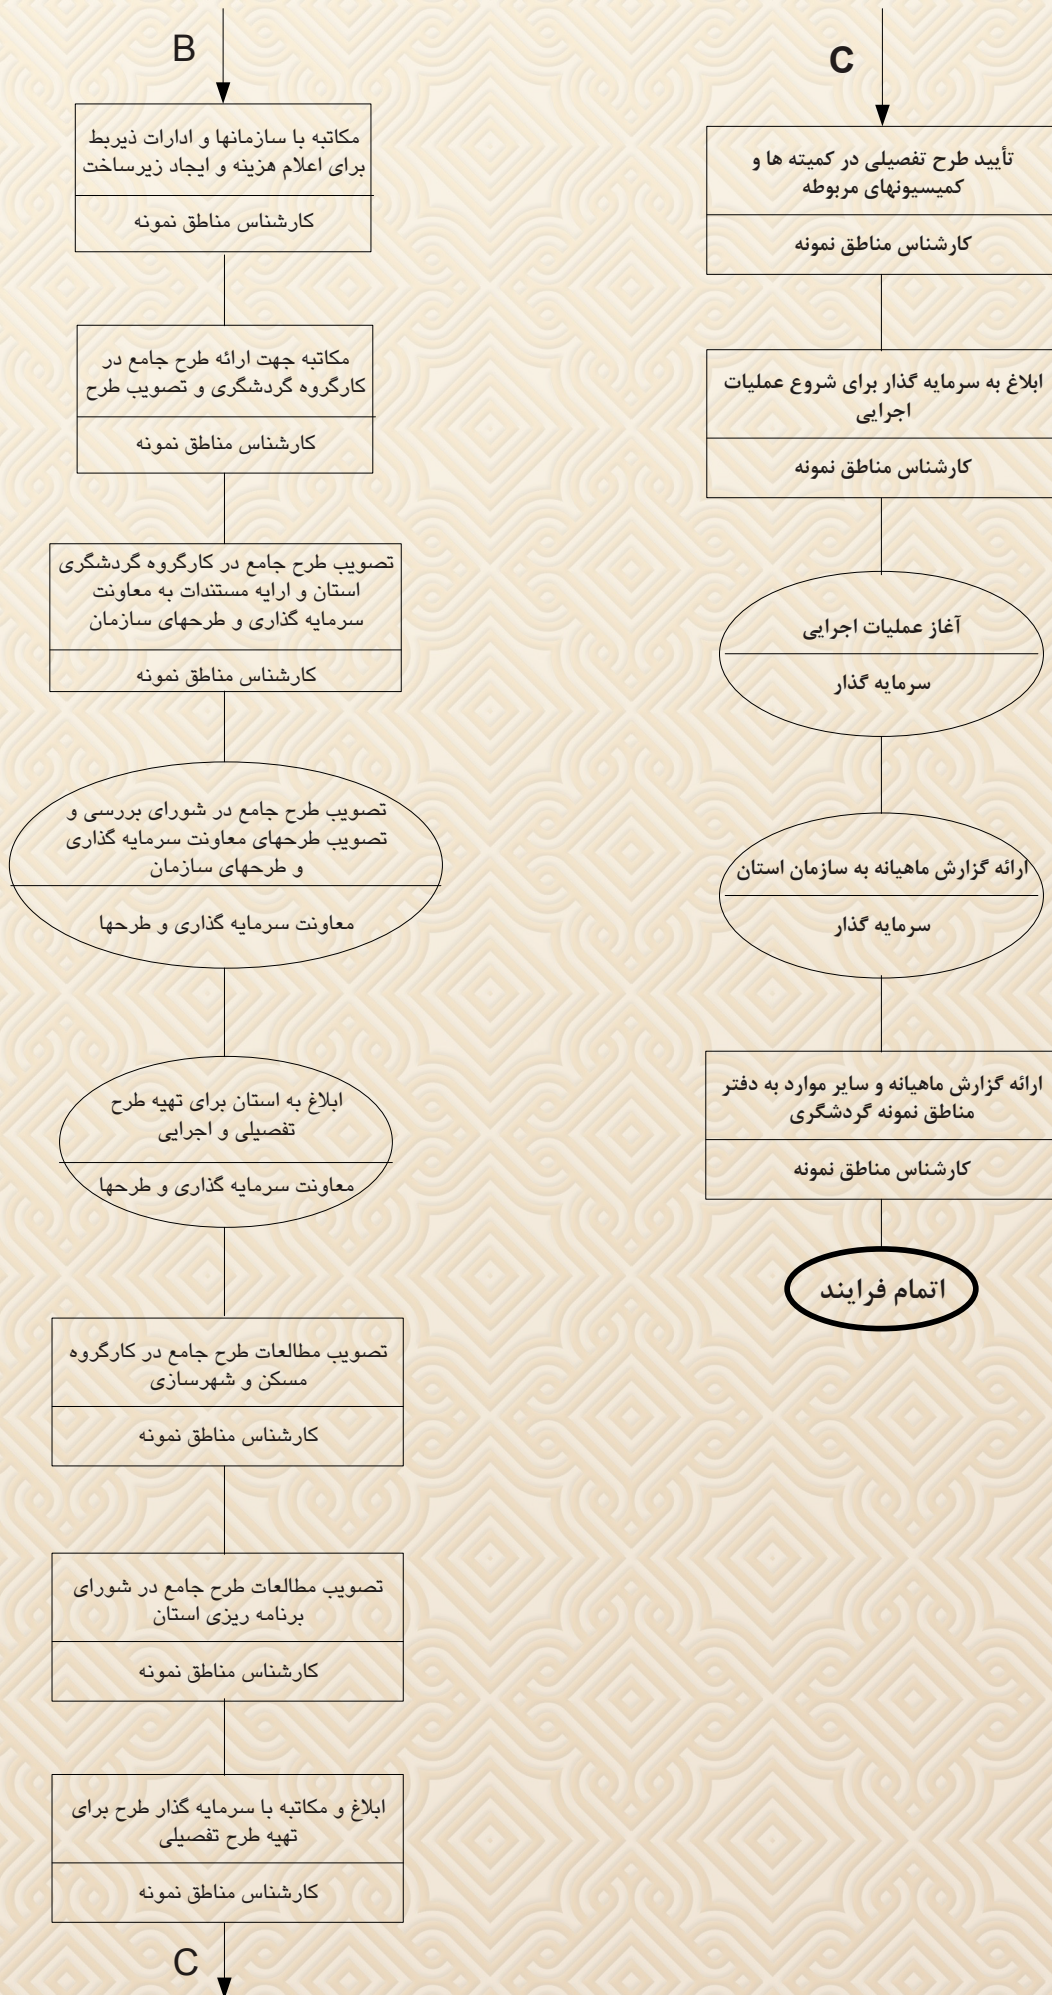 B
مکاتبه با سازمانها و ادارات ذیربط
برای اعلام هزینه و ایجاد زیرساخت
کارشناس مناطق نمونه
مکاتبه جهت ارائه طرح جامع در
کارگروه گردشگری و تصویب طرح
کارشناس مناطق نمونه
تصویب طرح جامع در کارگروه گردشگری
استان و ارایه مستندات به معاونت
سرمایه گذاری و طرحهای سازمان
کارشناس مناطق نمونه
تصویب طرح جامع در شورای بررسی و
تصویب طرحهای معاونت سرمایه گذاری
و طرحهای سازمان
معاونت سرمایه گذاری و طرحها
ابلاغ به استان برای تهیه طرح
تفصیلی و اجرایی
معاونت سرمایه گذاری و طرحها
تصویب مطالعات طرح جامع در کارگروه
مسکن و شهرسازی
کارشناس مناطق نمونه
تصویب مطالعات طرح جامع در شورای
برنامه ریزی استان
کارشناس مناطق نمونه
ابلاغ و مکاتبه با سرمایه گذار طرح برای
تهیه طرح تفصیلی
کارشناس مناطق نمونه
C
C
تأیید طرح تفصیلی در کمیته ها و
کمیسیونهای مربوطه
کارشناس مناطق نمونه
ابلاغ به سرمایه گذار برای شروع عملیات
اجرایی
کارشناس مناطق نمونه
آغاز عملیات اجرایی
سرمایه گذار
ارائه گزارش ماهیانه به سازمان استان
سرمایه گذار
ارائه گزارش ماهیانه و سایر موارد به دفتر
مناطق نمونه گردشگری
کارشناس مناطق نمونه
اتمام فرایند